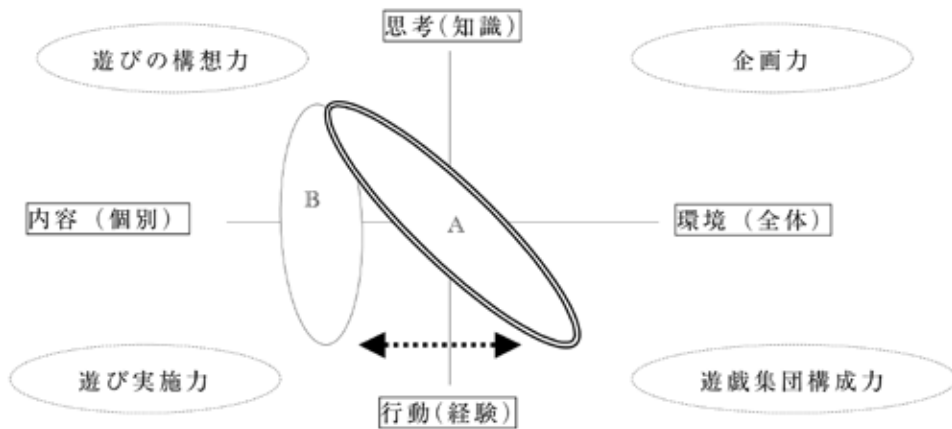 思考(知識)
遊びの構想力
企画力
B
A
内容（個別）
環境（全体）
遊び実施力
遊戯集団構成力
行動(経験)